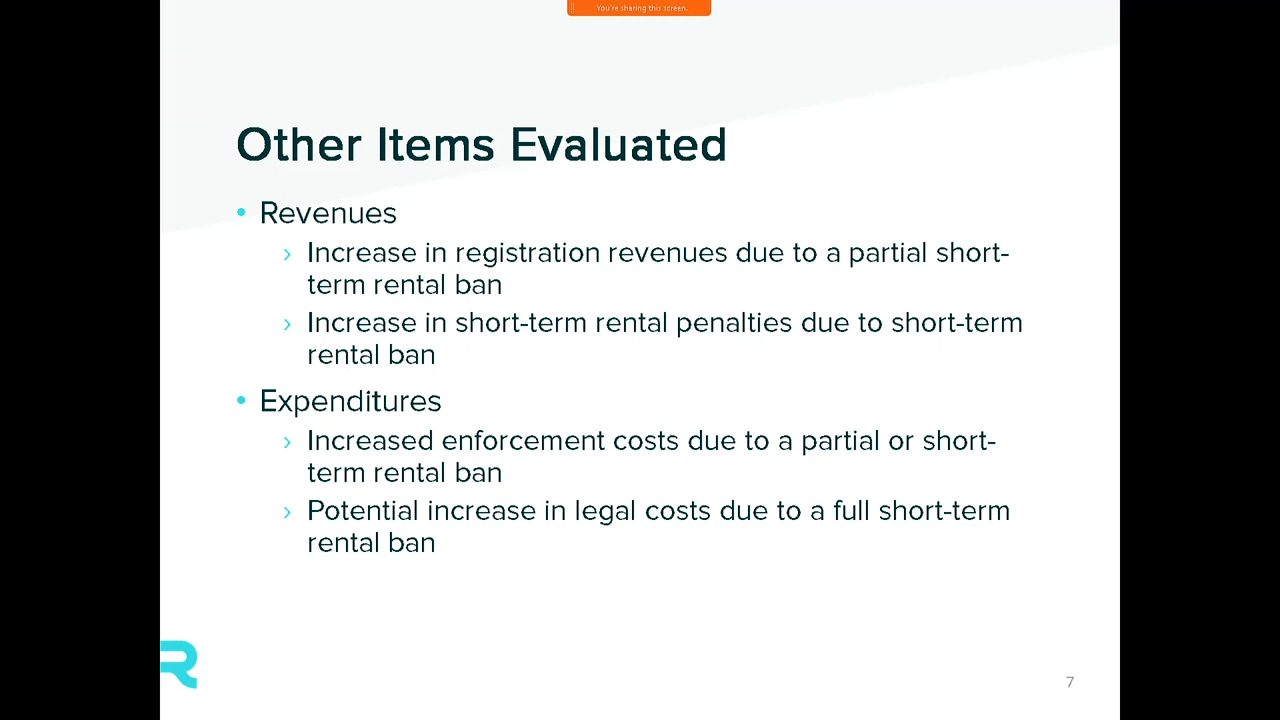 You're sharing this screen.
Other Items Evaluated
• Revenues
› Increase in registration revenues due to a partial short-
term rental ban
› Increase in short-term rental penalties due to short-term
rental ban
• Expenditures
› Increased enforcement costs due to a partial or short-
term rental ban
› Potential increase in legal costs due to a full short-term
rental ban
R
7